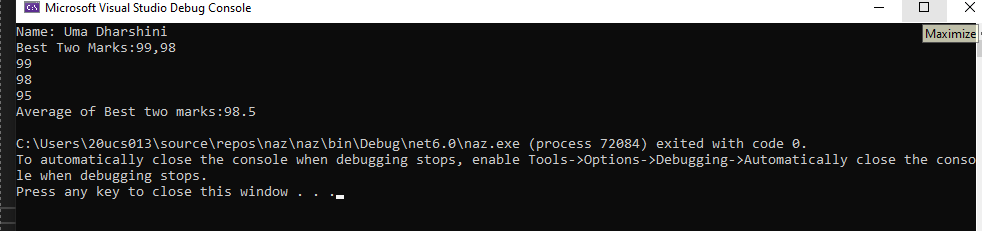 Microsoft Visual Studio Debug Console
Maximize
Name: Uma Dharshini
Best Two Marks:99,98
99
98
95
Average of Best two marks:98.5
C:\Users\20ucs013\source\repos\naz\naz\bin\Debug\net6.0\naz.exe (process 72084) exited with code 0.
To automatically close the console when debugging stops, enable Tools->Options->Debugging->Automatically close the conso
le when debugging stops.
Press any key to close this window . . .